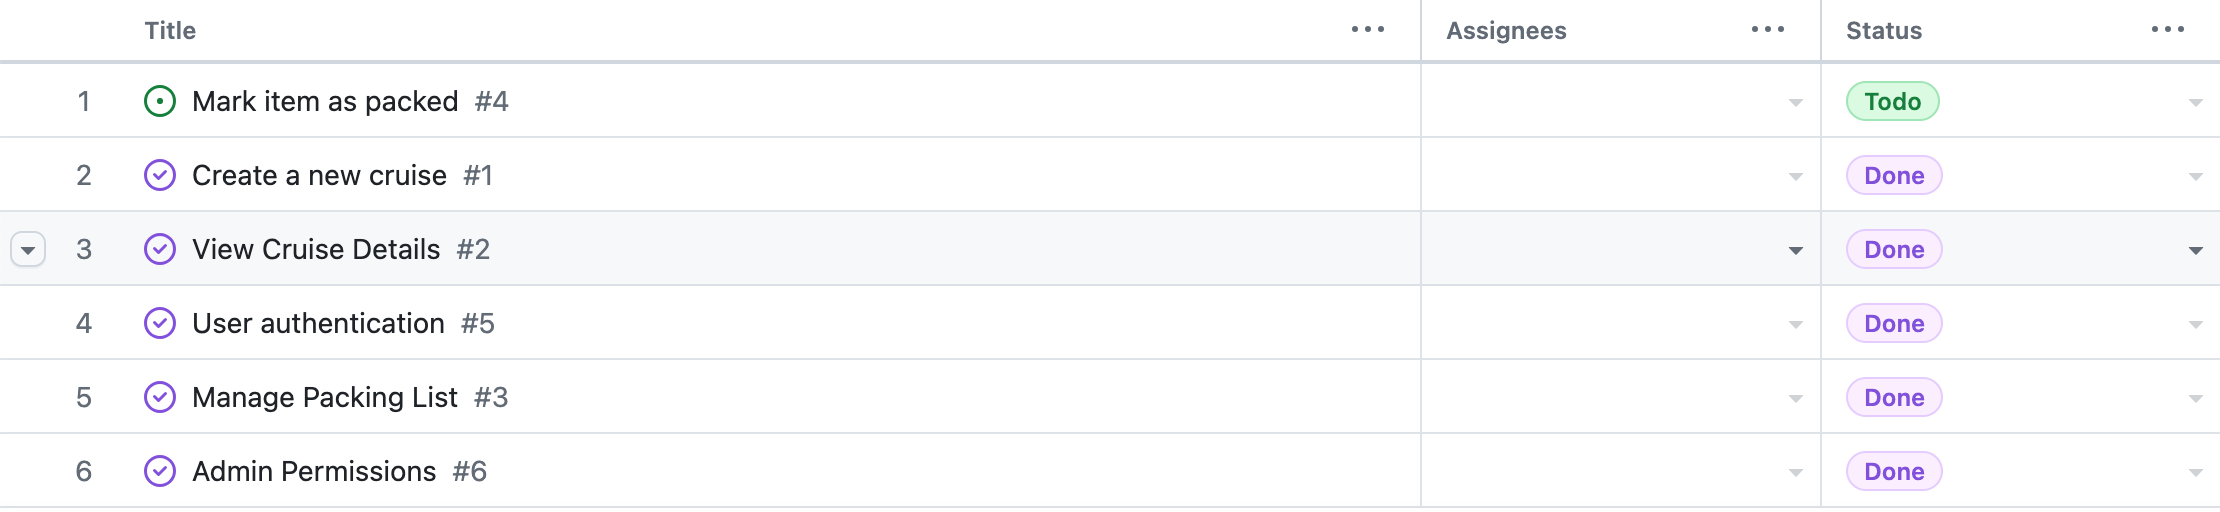 Title Assignees Status
1 Mark item as packed #4 Todo
2 Create a new cruise #1 Done
3 View Cruise Details #2 Done
4 User authentication #5 Done
5 Manage Packing List #3 Done
6 Admin Permissions #6 Done